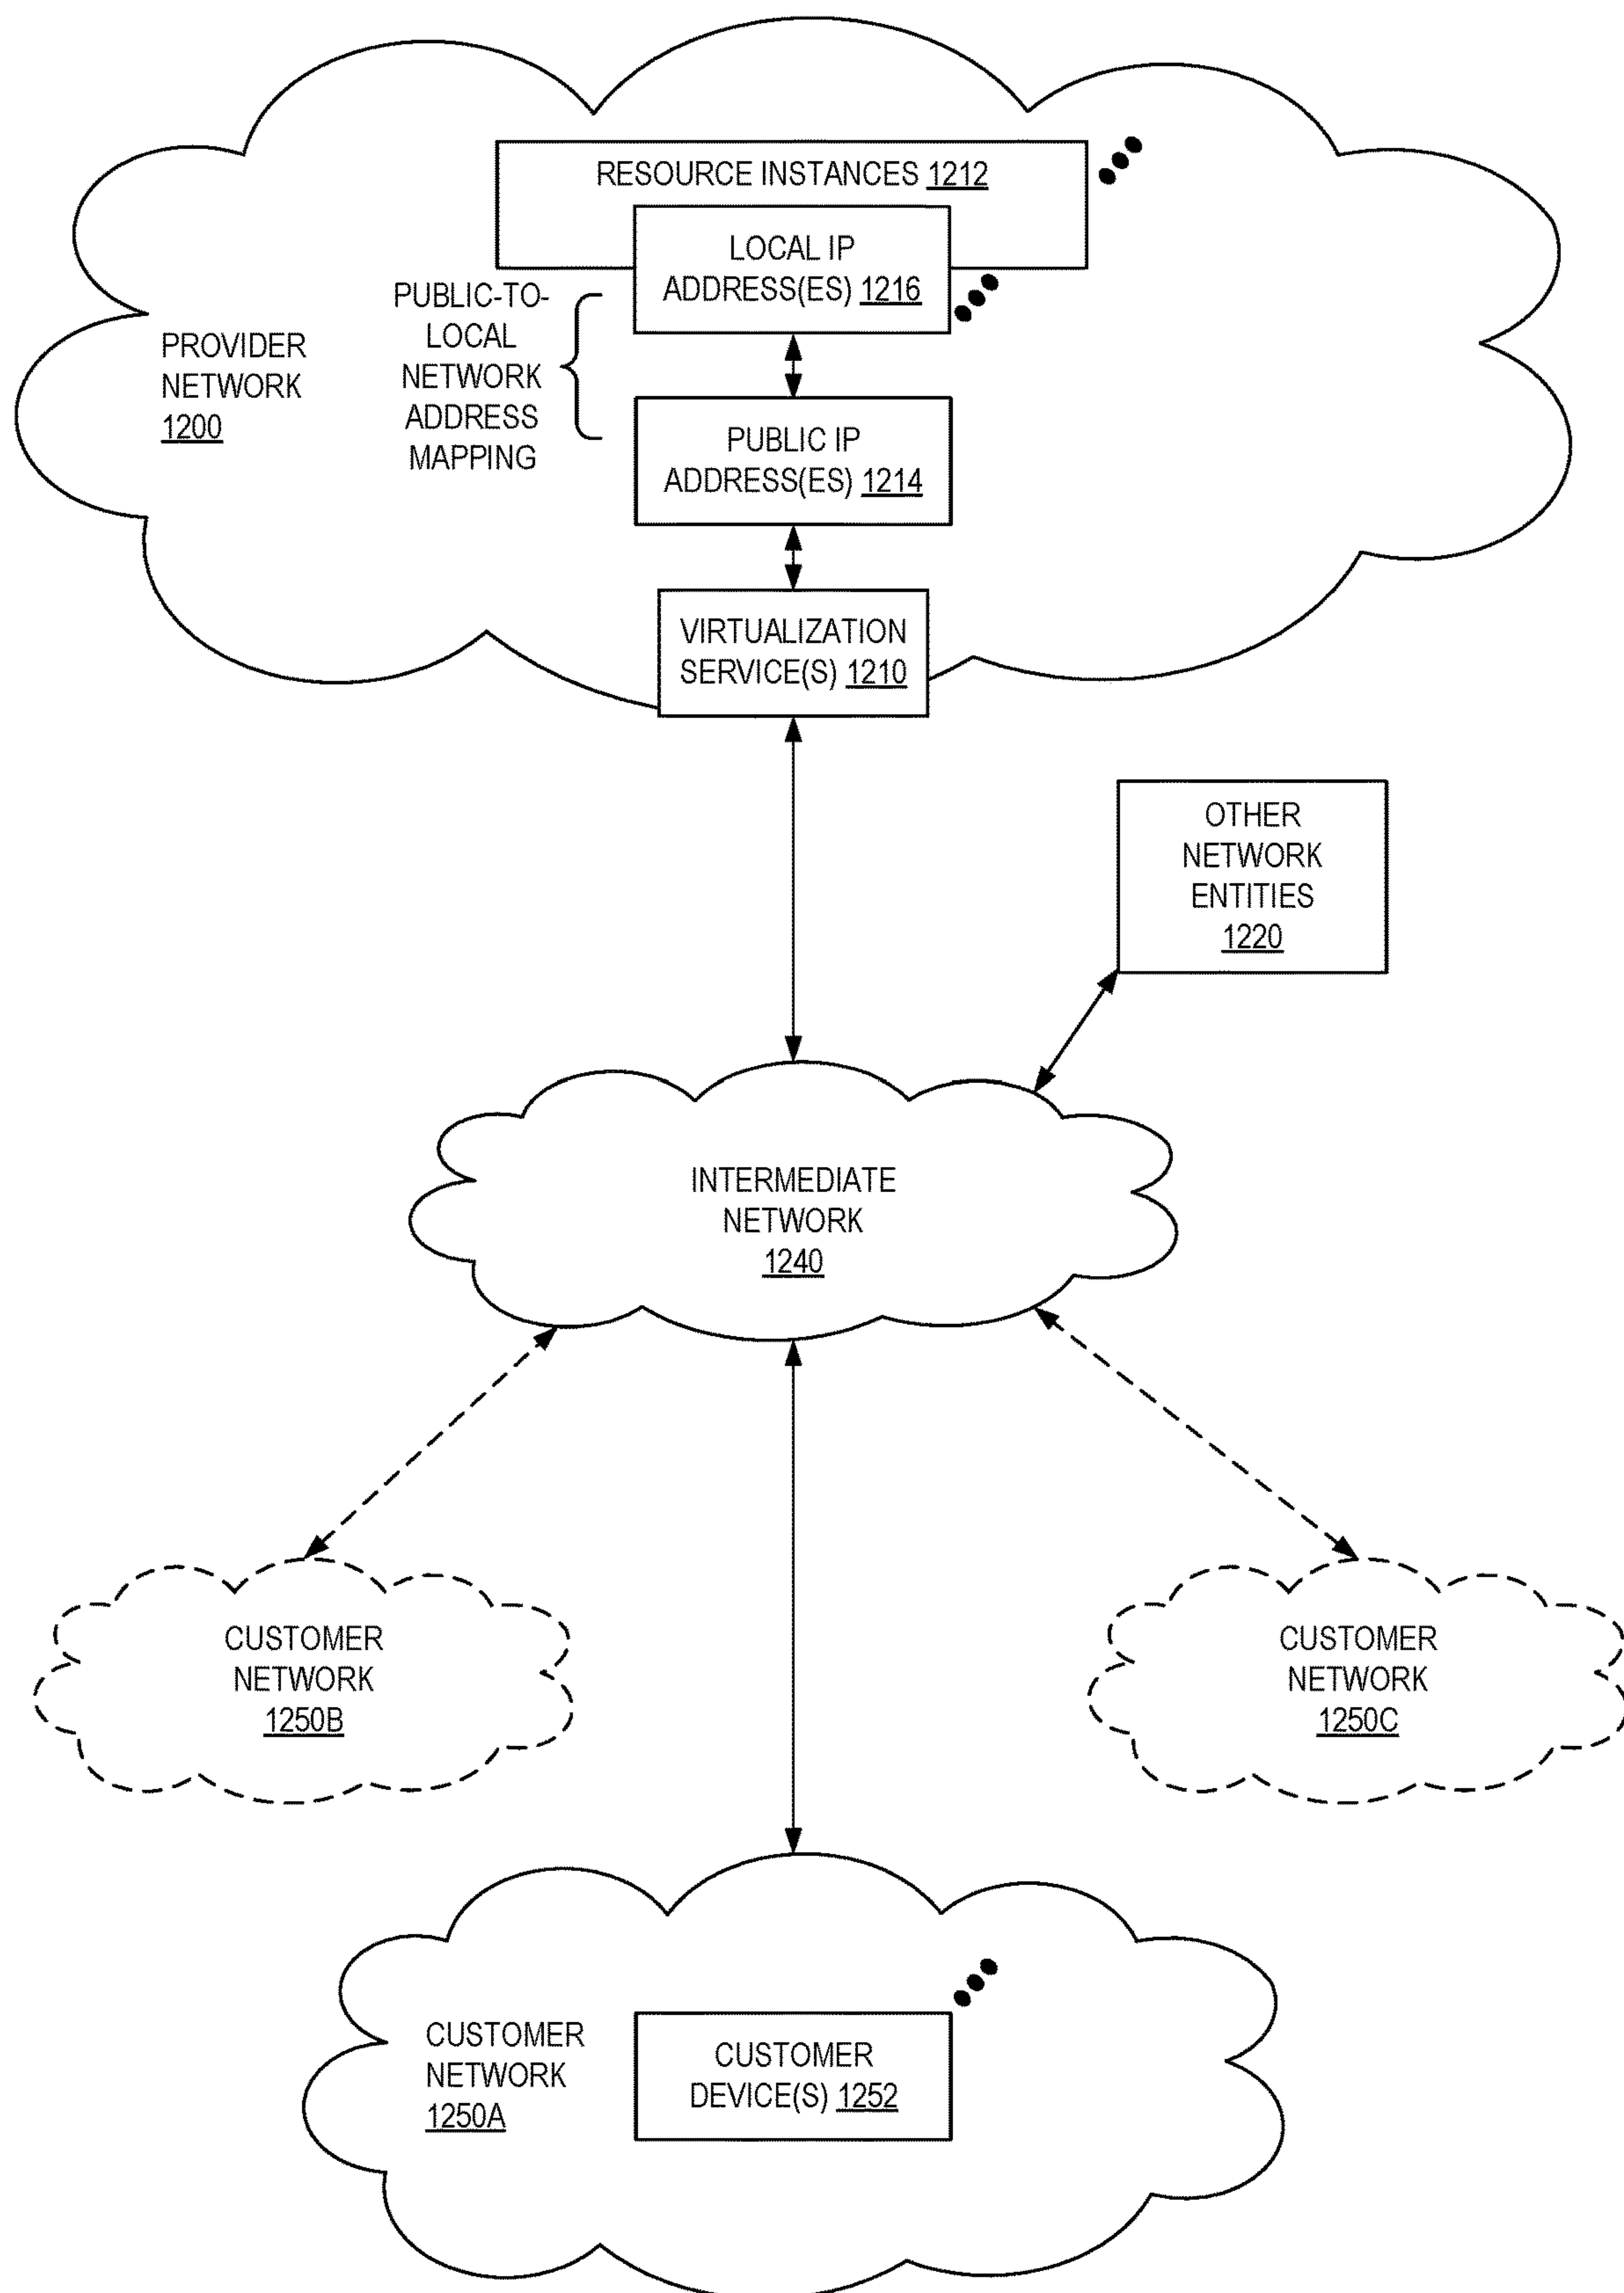 RESOURCE INSTANCES 1212
LOCAL IP
ADDRESS(ES) 1216
PUBLIC-TO-
LOCAL
NETWORK
ADDRESS
MAPPING
PROVIDER
NETWORK
1200
PUBLIC IP
ADDRESS(ES) 1214
VIRTUALIZATION
SERVICE(S) 1210
OTHER
NETWORK
ENTITIES
1220
INTERMEDIATE
NETWORK
1240
CUSTOMER
NETWORK
1250B
CUSTOMER
NETWORK
1250C
CUSTOMER
NETWORK
1250A
CUSTOMER
DEVICE(S) 1252